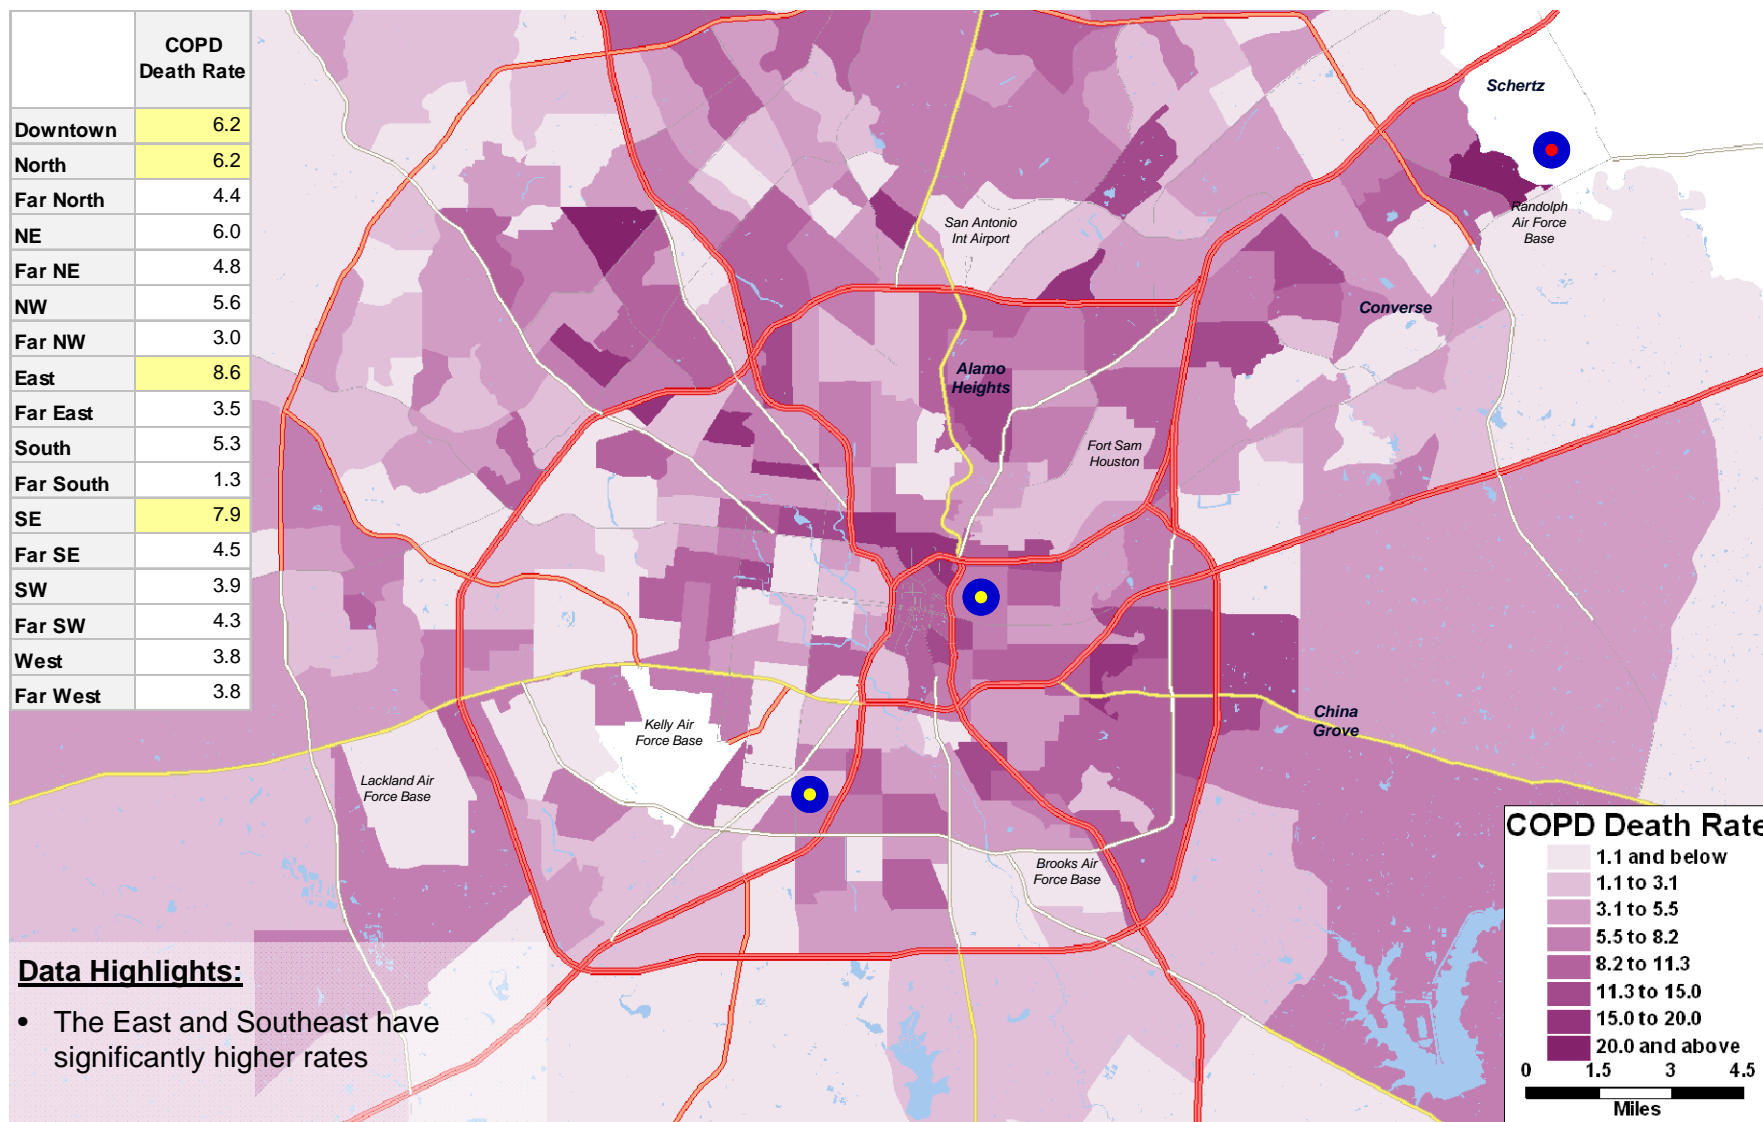 COPD
Death Rate
Downtown 6.2
North 6.2
Far North 4.4
NE 6.0
Far NE 4.8
NW 5.6
Far NW 3.0
East 8.6
Far East 3.5
South 5.3
Far South 1.3
SE 7.9
Far SE 4.5
SW 3.9
Far SW 4.3
West 3.8
Far West 3.8
Schertz
Randolph
Air Force
Base
San Antonio
Int Airport
Converse
Alamo
Heights
Fort Sam
Houston
China
Grove
Kelly Air
Force Base
Lackland Air
Force Base
Brooks Air
Force Base
Data Highlights:
• The East and Southeast have
significantly higher rates
COPD Death Rate
1.1 and below
1.1 to 3.1
3.1 to 5.5
5.5 to 8.2
8.2 to 11.3
11.3 to 15.0
15.0 to 20.0
20.0 and above
0 1.5 3 4.5
Miles